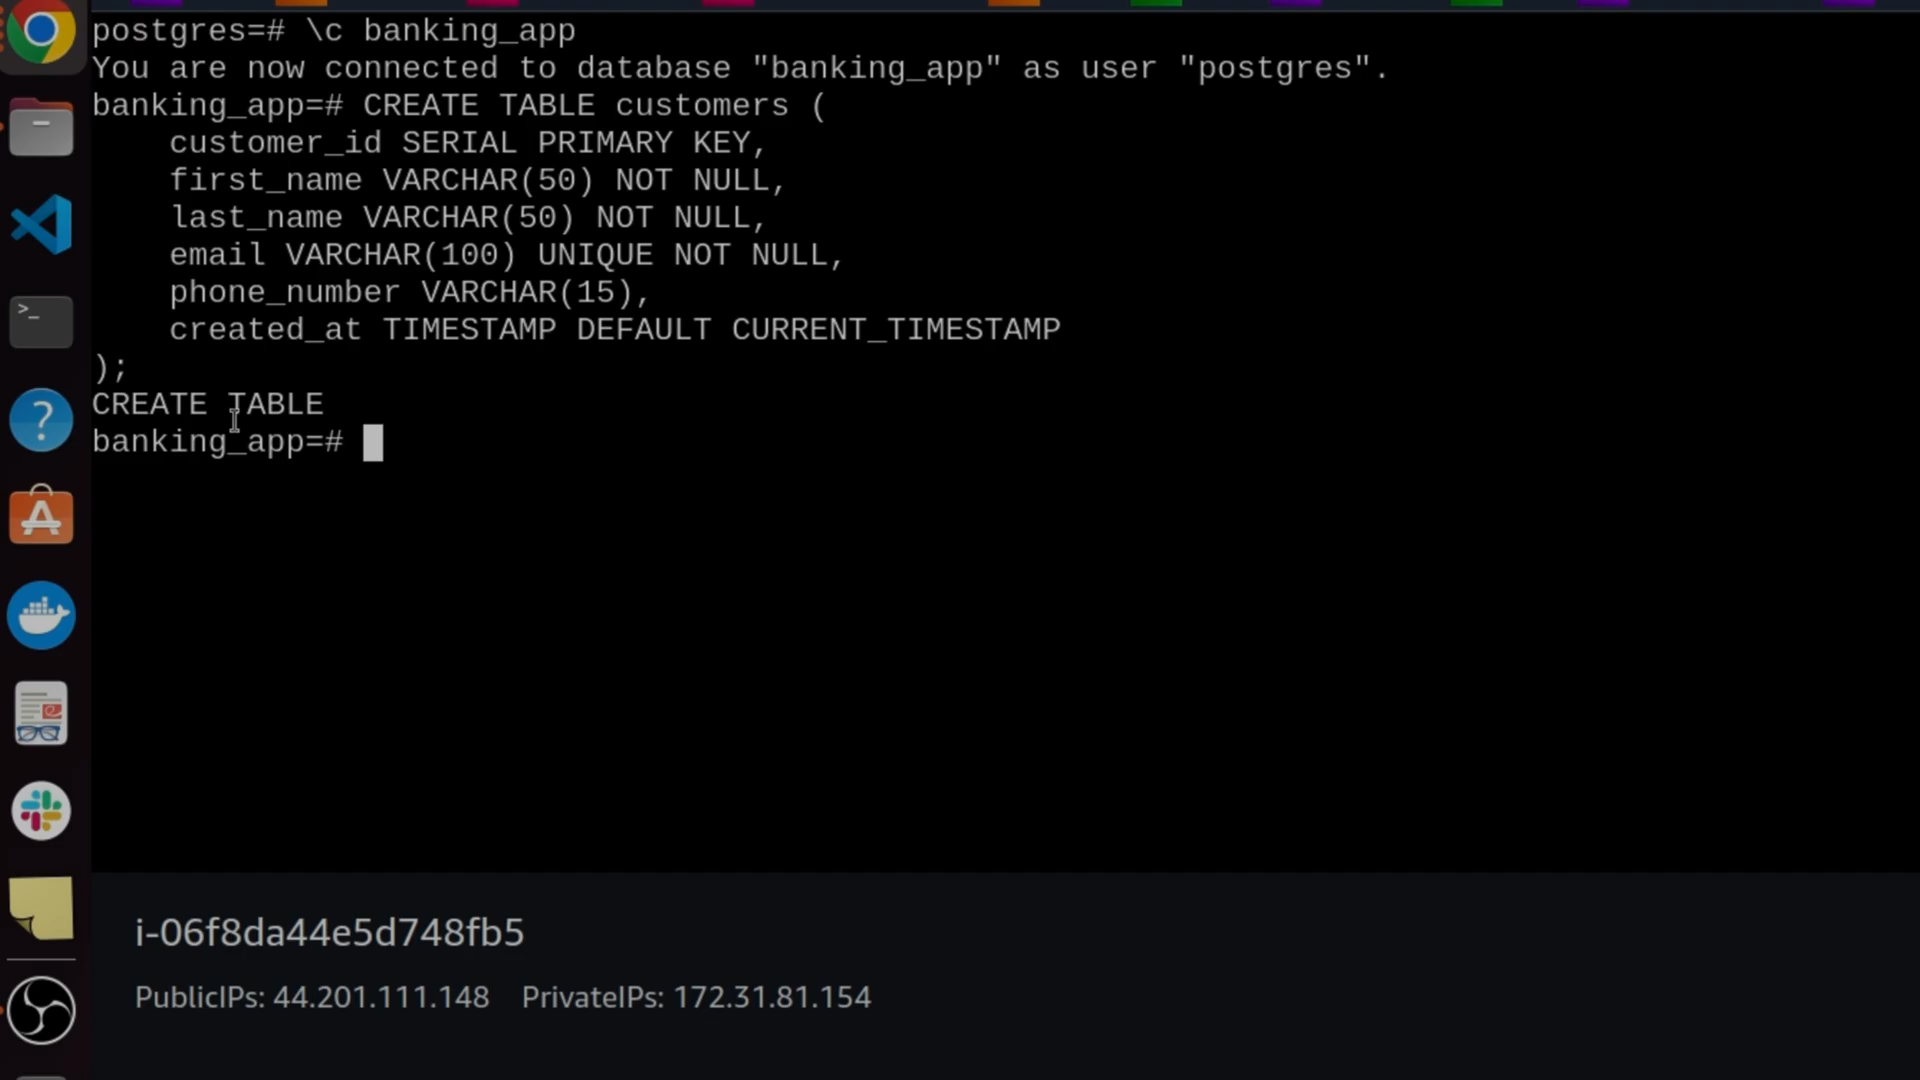 postgres=# \c banking_app
You are now connected to database "banking_app" as user "postgres".
banking_app=# CREATE TABLE customers (
    customer_id SERIAL PRIMARY KEY,
    first_name VARCHAR(50) NOT NULL,
    last_name VARCHAR(50) NOT NULL,
    email VARCHAR(100) UNIQUE NOT NULL,
    phone_number VARCHAR(15),
    created_at TIMESTAMP DEFAULT CURRENT_TIMESTAMP
);
CREATE TABLE
banking_app=#
i-06f8da44e5d748fb5
PublicIPs: 44.201.111.148    PrivateIPs: 172.31.81.154